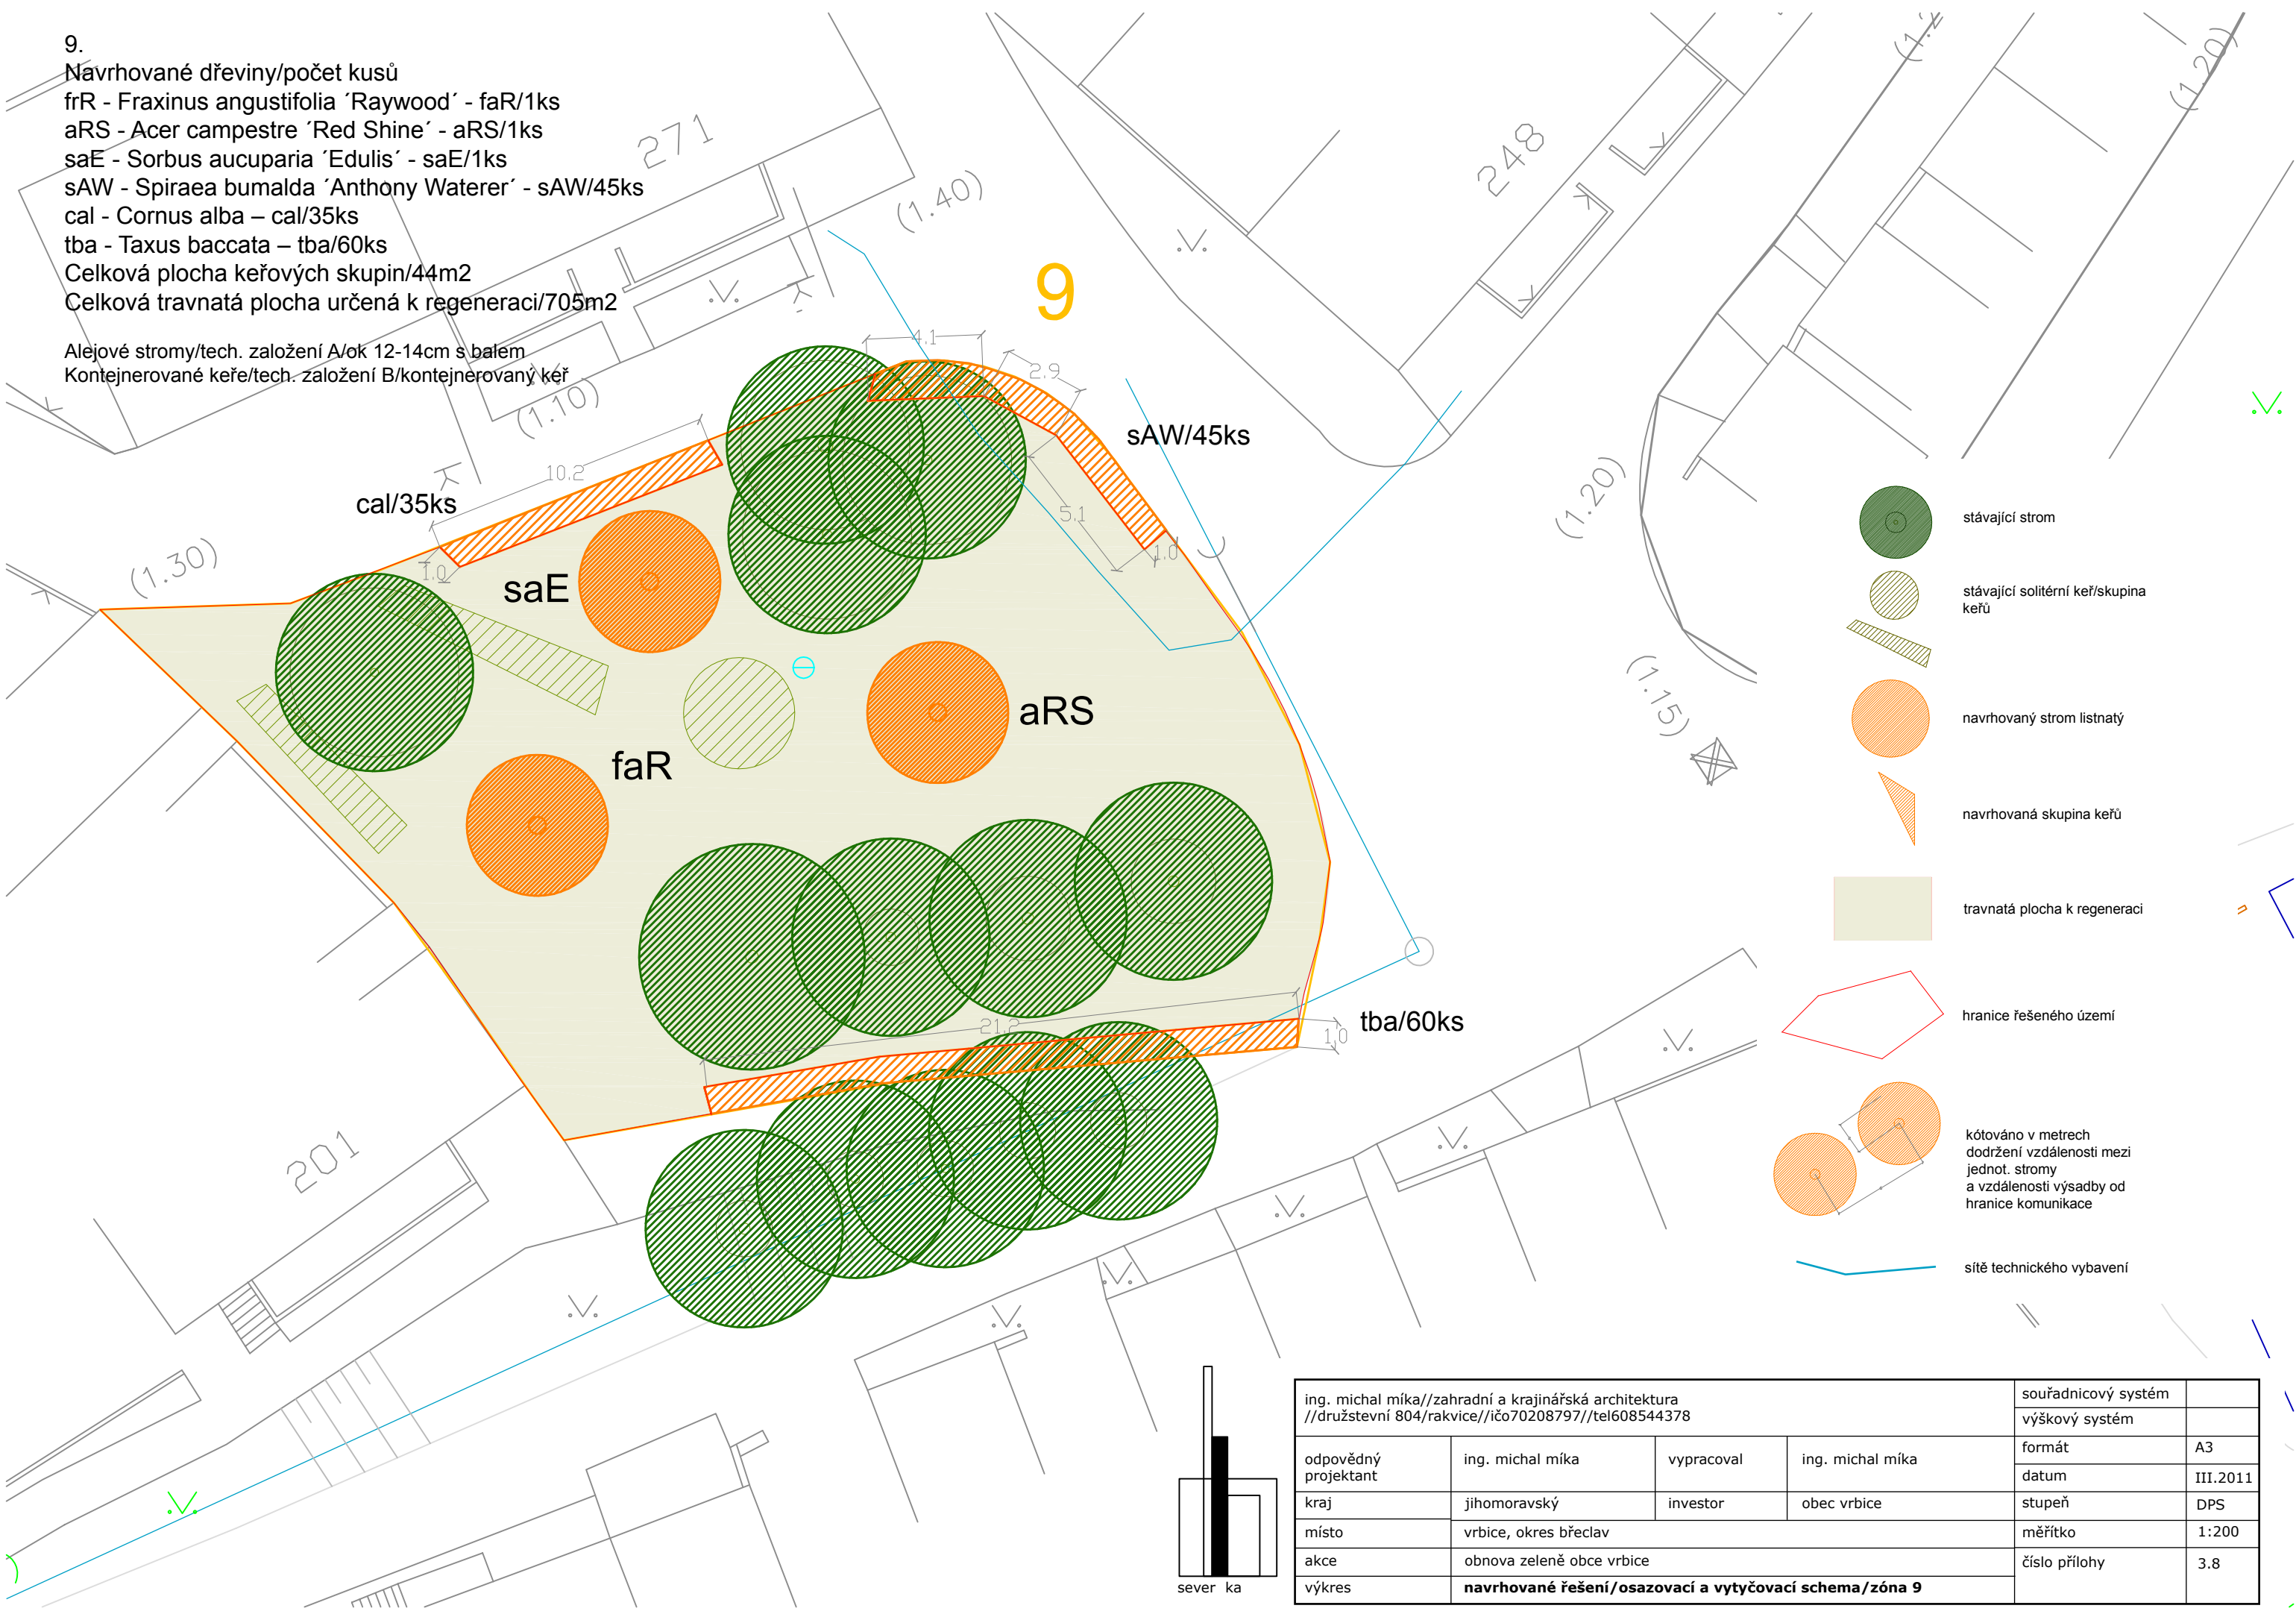 9.
Navrhované dřeviny/počet kusů
frR - Fraxinus angustifolia ´Raywood´ - faR/1ks
aRS - Acer campestre ´Red Shine´ - aRS/1ks
saE - Sorbus aucuparia ´Edulis´ - saE/1ks
sAW - Spiraea bumalda ´Anthony Waterer´ - sAW/45ks
cal - Cornus alba – cal/35ks
tba - Taxus baccata – tba/60ks
Celková plocha keřových skupin/44m2
Celková travnatá plocha určená k regeneraci/705m2
Alejové stromy/tech. založení A/ok 12-14cm s balem
Kontejnerované keře/tech. založení B/kontejnerovaný keř
271
248
(1.20)
(1.40)
9
4.1
2.9
(1.10)
sAW/45ks
10.2
cal/35ks
5.1
1.0
(1.20)
(1.30)
1.0
saE
aRS
faR
(1.15)
21.2
tba/60ks
1.0
201
stávající strom
stávající solitérní keř/skupina
keřů
navrhovaný strom listnatý
navrhovaná skupina keřů
travnatá plocha k regeneraci
hranice řešeného území
kótováno v metrech
dodržení vzdálenosti mezi
jednot. stromy
a vzdálenosti výsadby od
hranice komunikace
sítě technického vybavení
sever ka
ing. michal míka//zahradní a krajinářská architektura
//družstevní 804/rakvice//ičo70208797//tel608544378
souřadnicový systém
výškový systém
odpovědný
projektant
ing. michal míka
vypracoval
ing. michal míka
formát
A3
datum
III.2011
kraj
jihomoravský
investor
obec vrbice
stupeň
DPS
místo
vrbice, okres břeclav
měřítko
1:200
akce
obnova zeleně obce vrbice
číslo přílohy
3.8
výkres
navrhované řešení/osazovací a vytyčovací schema/zóna 9